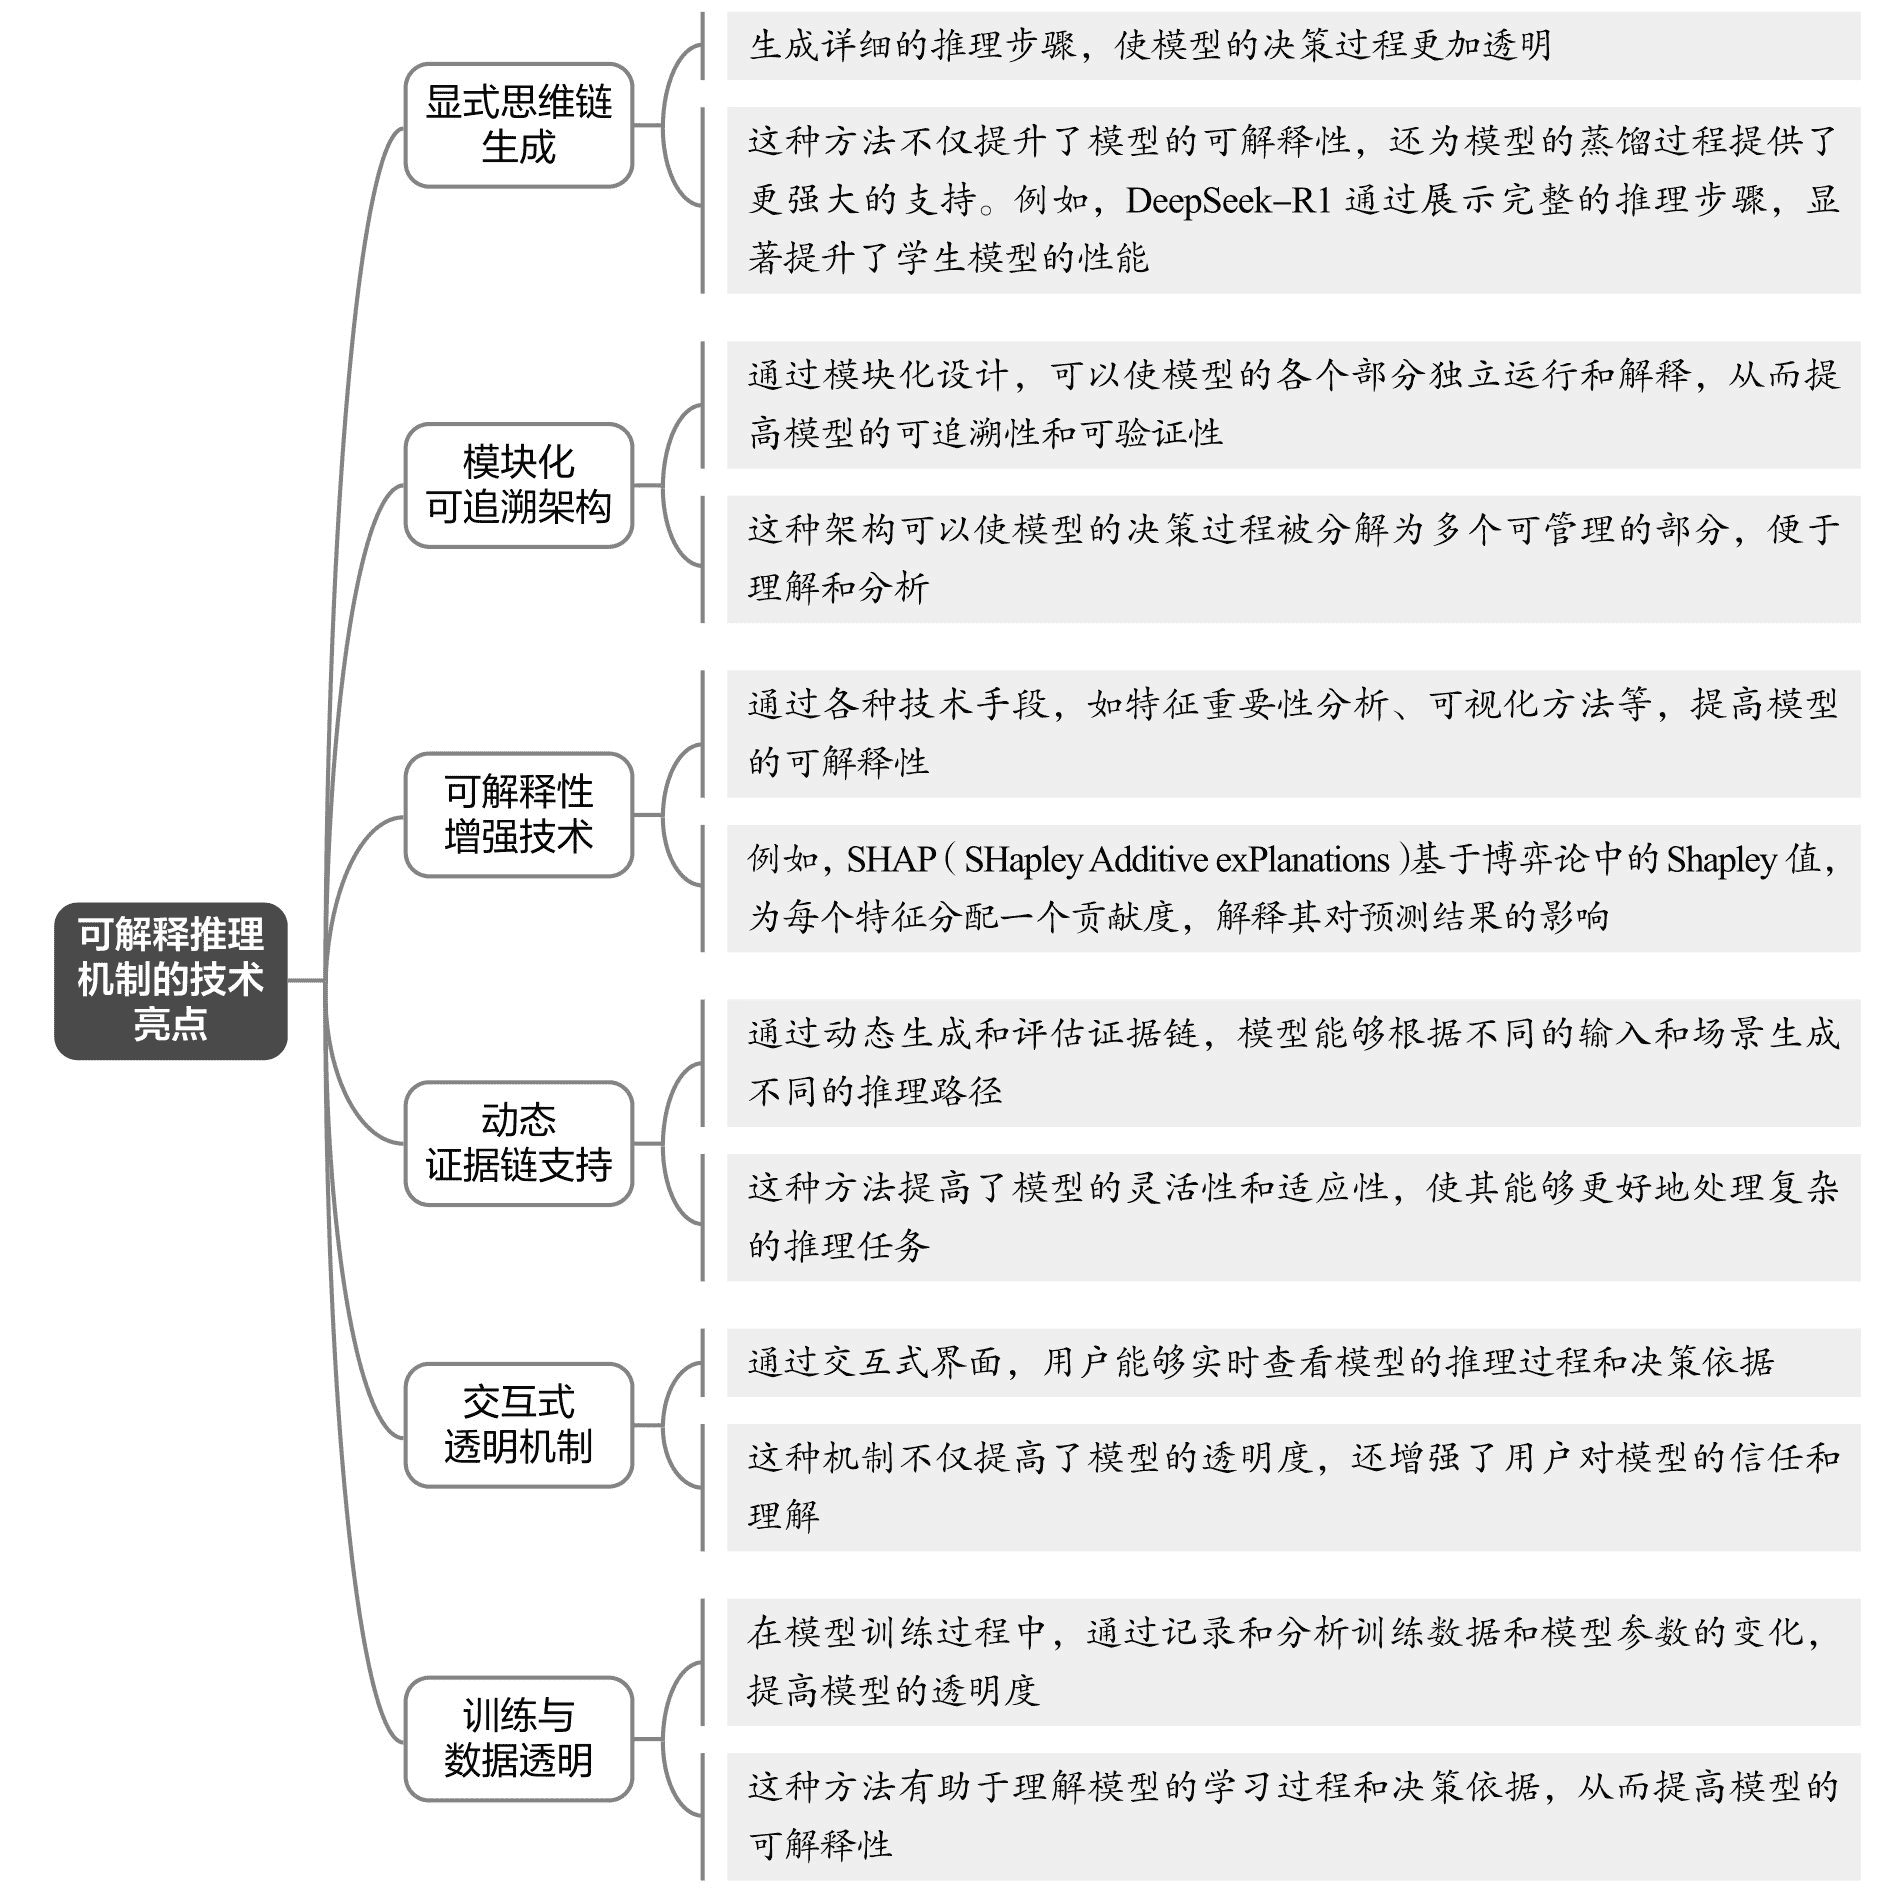 可解释推理
机制的技术
亮点
显式思维链
生成
生成详细的推理步骤，使模型的决策过程更加透明
这种方法不仅提升了模型的可解释性，还为模型的蒸馏过程提供了
更强大的支持。例如，DeepSeek–R1 通过展示完整的推理步骤，显
著提升了学生模型的性能
模块化
可追溯架构
通过模块化设计，可以使模型的各个部分独立运行和解释，从而提
高模型的可追溯性和可验证性
这种架构可以使模型的决策过程被分解为多个可管理的部分，便于
理解和分析
可解释性
增强技术
通过各种技术手段，如特征重要性分析、可视化方法等，提高模型
的可解释性
例如，SHAP（SHapley Additive exPlanations）基于博弈论中的 Shapley 值，
为每个特征分配一个贡献度，解释其对预测结果的影响
动态
证据链支持
通过动态生成和评估证据链，模型能够根据不同的输入和场景生成
不同的推理路径
这种方法提高了模型的灵活性和适应性，使其能够更好地处理复杂
的推理任务
交互式
透明机制
通过交互式界面，用户能够实时查看模型的推理过程和决策依据
这种机制不仅提高了模型的透明度，还增强了用户对模型的信任和
理解
训练与
数据透明
在模型训练过程中，通过记录和分析训练数据和模型参数的变化，
提高模型的透明度
这种方法有助于理解模型的学习过程和决策依据，从而提高模型的
可解释性